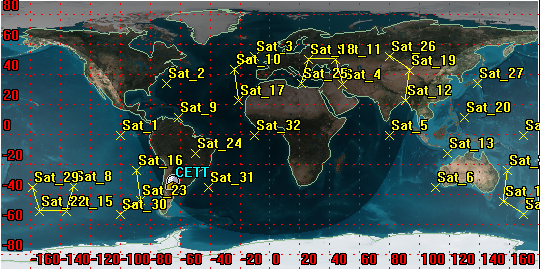 80
60
Sat_3 Sat_11 Sat_26
40
Sat_10 Sat_19
Sat_2 Sat_25 Sat_4 Sat_27
20
Sat_17 Sat_12
Sat_9 Sat_20
0
Sat_1 Sat_32 Sat_5
Sat_24 Sat_13
-20
Sat_16
Sat_29 Sat_8 CETT Sat_31 Sat_6
-40
Sat_23
Sat_22 Sat_15 Sat_30
-60
-80
-160 -140 -120 -100 -80 -60 -40 -20 0 20 40 60 80 100 120 140 160